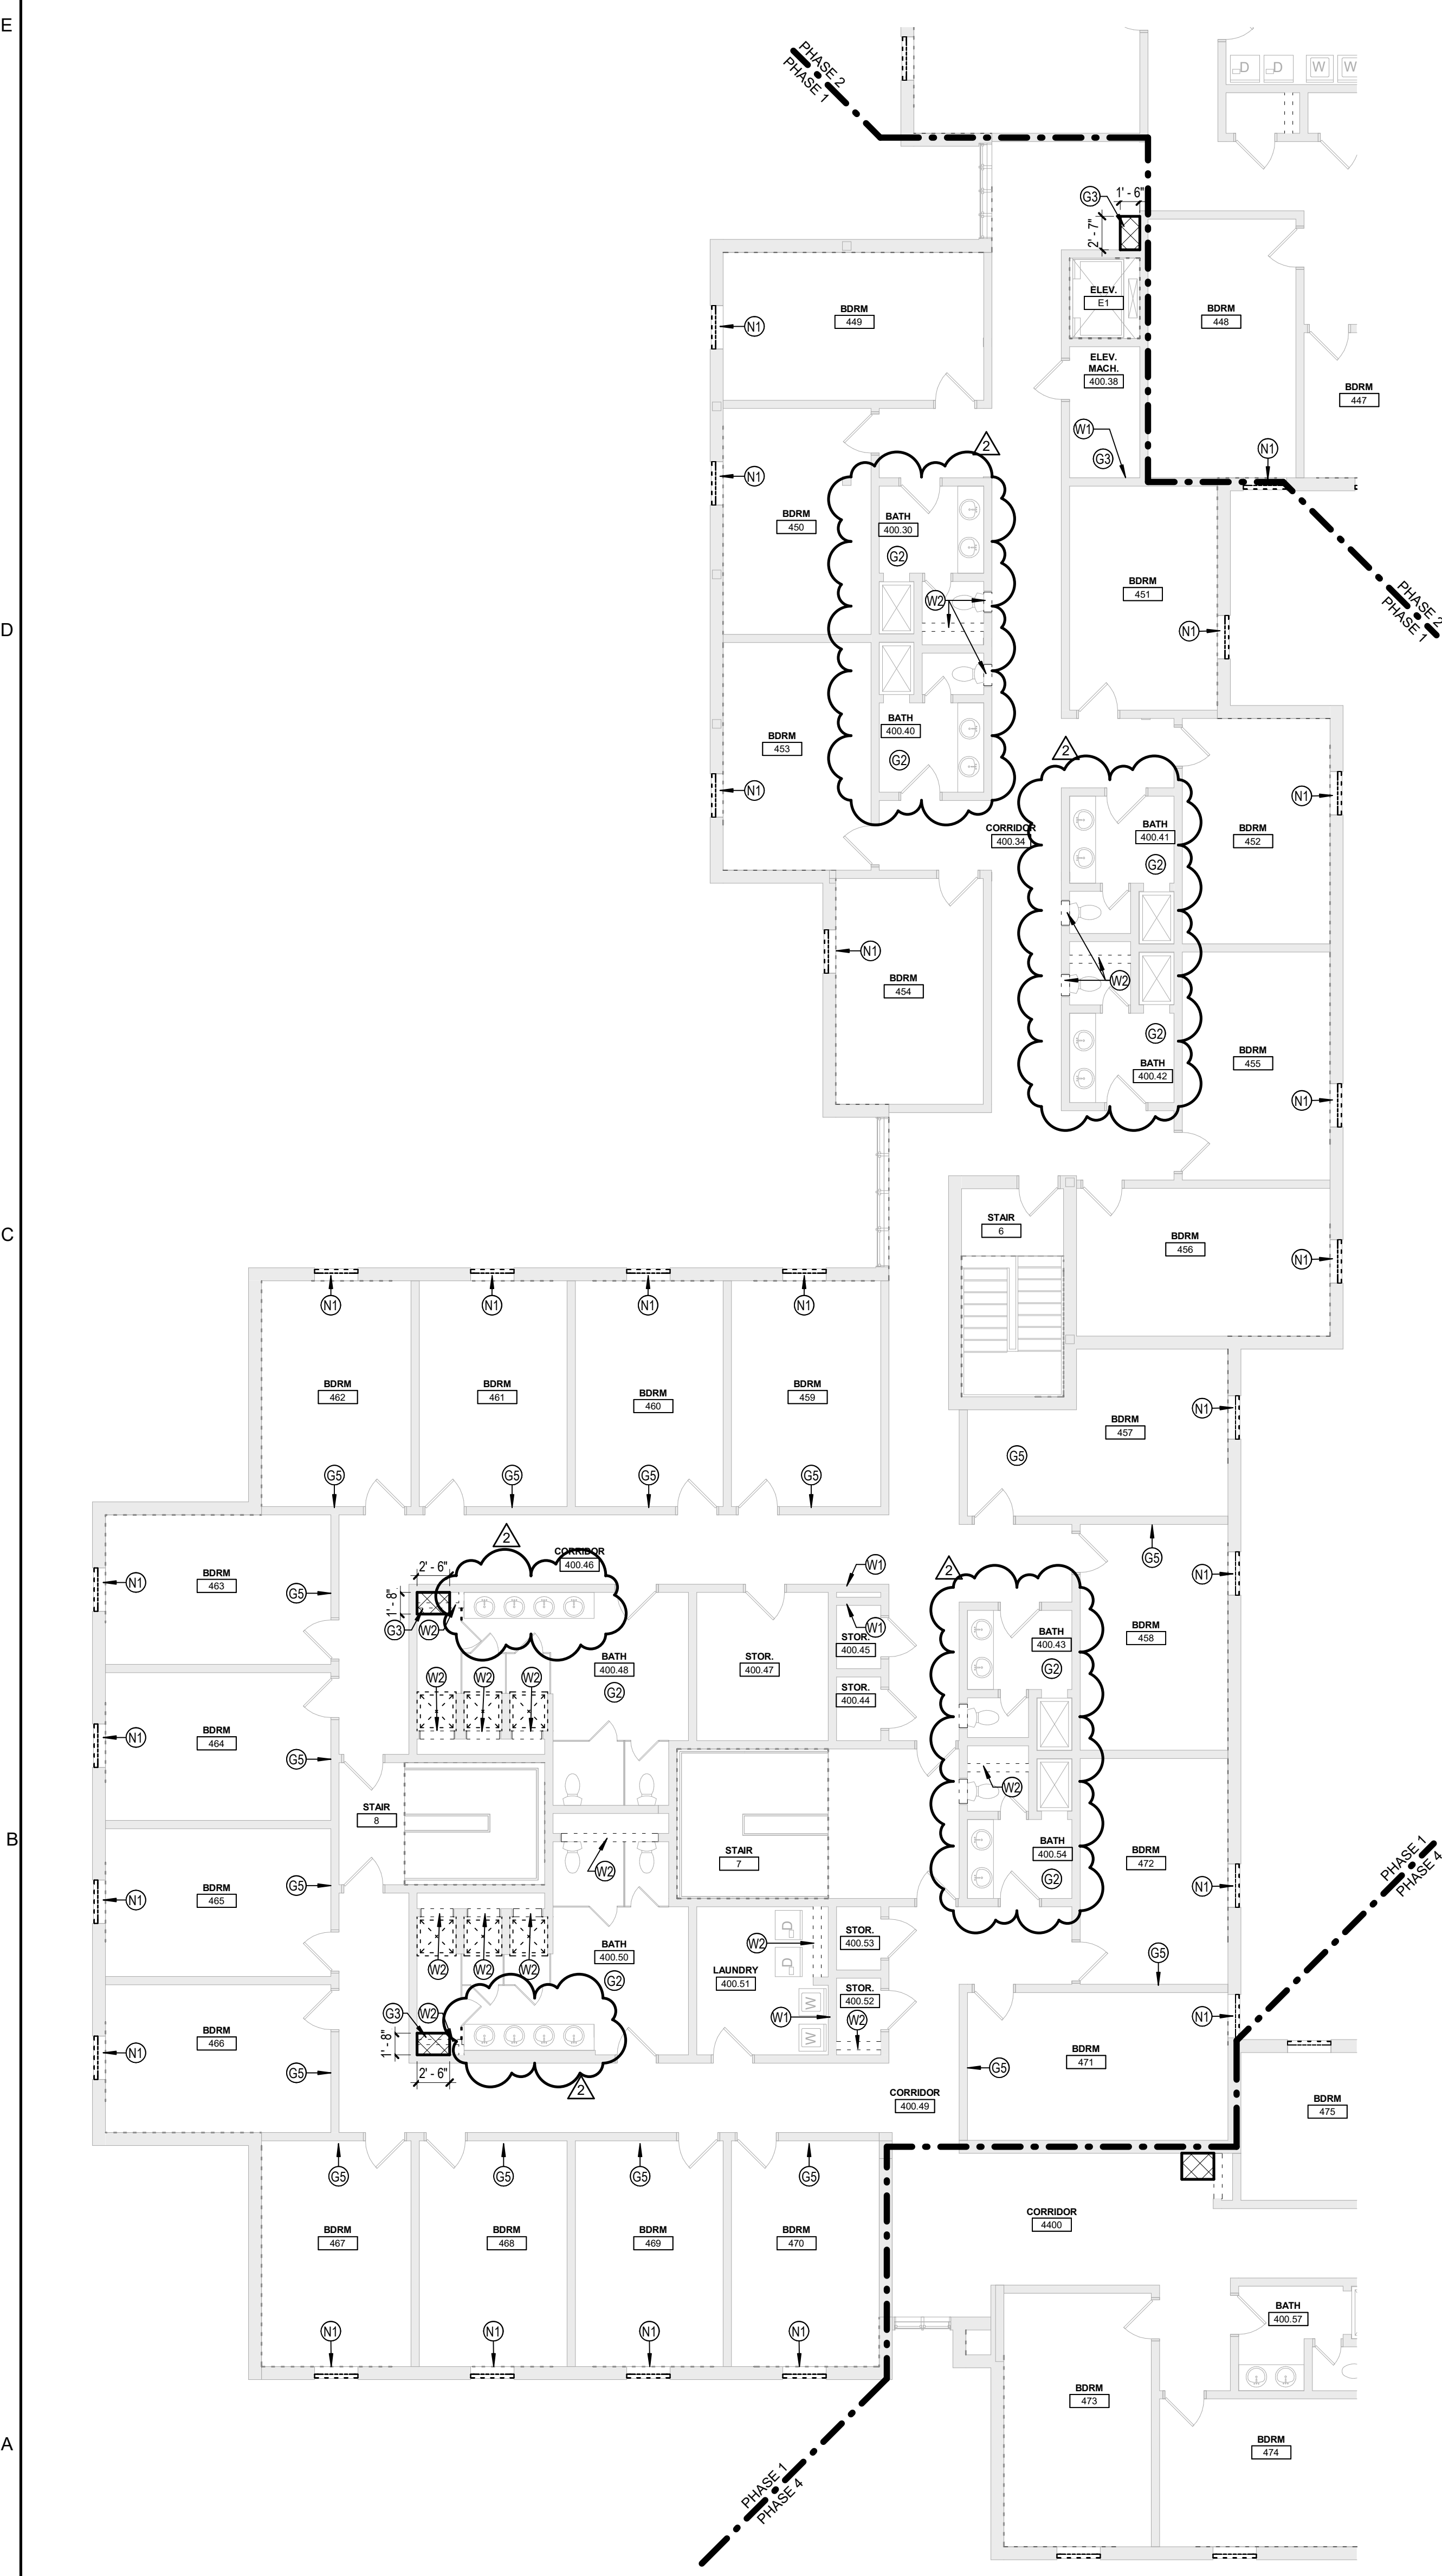 E
PHASE 2
PHASE 1
D
D
W
W
G3
1' - 6"
2' - 7"
ELEV.
E1
BDRM
449
BDRM
448
N1
ELEV.
MACH.
400.38
BDRM
447
W1
G3
N1
2
N1
BDRM
450
BATH
400.30
G2
BDRM
451
W2
PHASE 2
PHASE 1
D
N1
BDRM
453
BATH
400.40
G2
2
N1
N1
CORRIDOR
400.34
BATH
400.41
BDRM
452
G2
N1
BDRM
454
W2
G2
BATH
400.42
BDRM
455
N1
STAIR
6
BDRM
456
C
N1
N1
N1
N1
N1
BDRM
462
BDRM
461
BDRM
460
BDRM
459
N1
BDRM
457
G5
G5
G5
G5
G5
2
CORRIDOR
400.46
2' - 6"
1' - 8"
G3
W2
W1
W1
2
G5
N1
N1
BDRM
463
G5
STOR.
400.45
BATH
400.43
BDRM
458
BATH
400.48
STOR.
400.47
G2
W2
W2
W2
G2
STOR.
400.44
N1
BDRM
464
G5
W2
STAIR
8
B
STAIR
7
W2
BATH
400.54
BDRM
472
PHASE 1
PHASE 4
G2
N1
N1
BDRM
465
G5
BATH
400.50
W2
STOR.
400.53
G5
D
D
W2
W2
W2
G2
LAUNDRY
400.51
STOR.
400.52
W2
W1
W
W
G3
W2
1' - 8"
2' - 6"
2
N1
N1
BDRM
466
G5
G5
BDRM
471
CORRIDOR
400.49
BDRM
475
G5
G5
G5
G5
CORRIDOR
4400
BDRM
467
BDRM
468
BDRM
469
BDRM
470
BATH
400.57
N1
N1
N1
N1
BDRM
473
A
BDRM
474
PHASE 1
PHASE 4